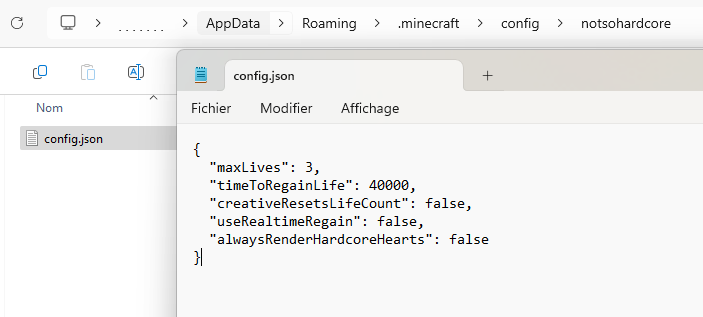 . . . . . . . > AppData > Roaming > .minecraft > config > notsohardcore
config.json
Fichier Modifier Affichage
Nom
config.json
{
  "maxLives": 3,
  "timeToRegainLife": 40000,
  "creativeResetsLifeCount": false,
  "useRealtimeRegain": false,
  "alwaysRenderHardcoreHearts": false
}